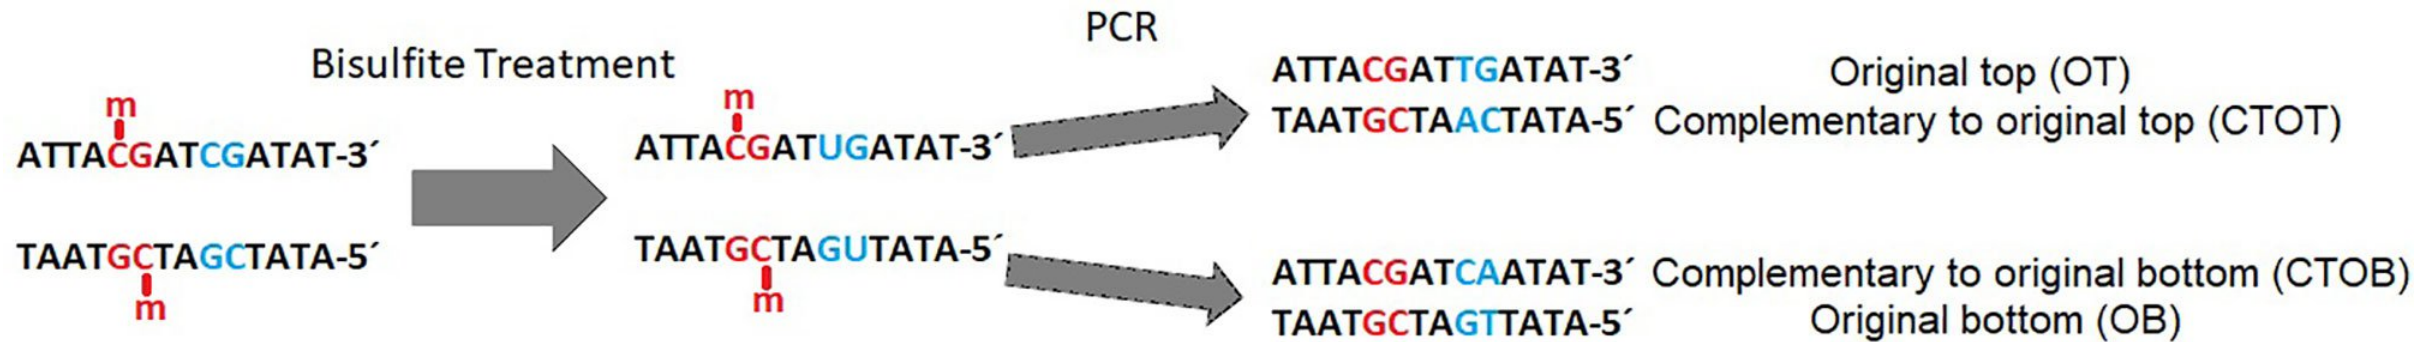 Bisulfite Treatment
PCR
m
ATTACGATCGATAT-3´
TAATGCTAGCTATA-5´
m
m
ATTACGATUGATAT-3´
TAATGCTAGUTATA-5´
m
ATTACGATTGATAT-3´ Original top (OT)
TAATGCTAACTATA-5´ Complementary to original top (CTOT)
ATTACGATCAATAT-3´ Complementary to original bottom (CTOB)
TAATGCTAGTTATA-5´ Original bottom (OB)